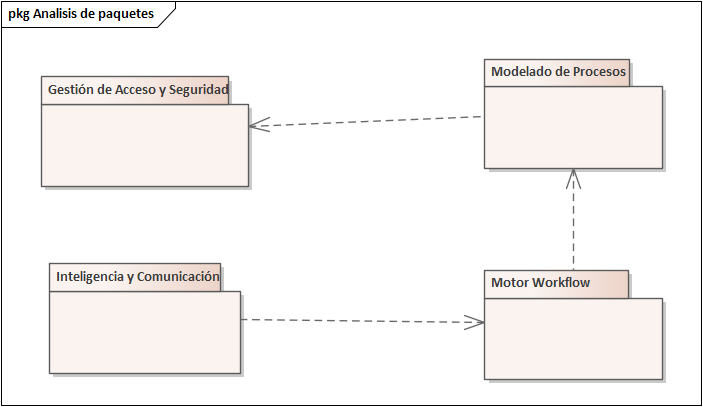 pkg Analisis de paquetes
Gestión de Acceso y Seguridad
Modelado de Procesos
Inteligencia y Comunicación
Motor Workflow